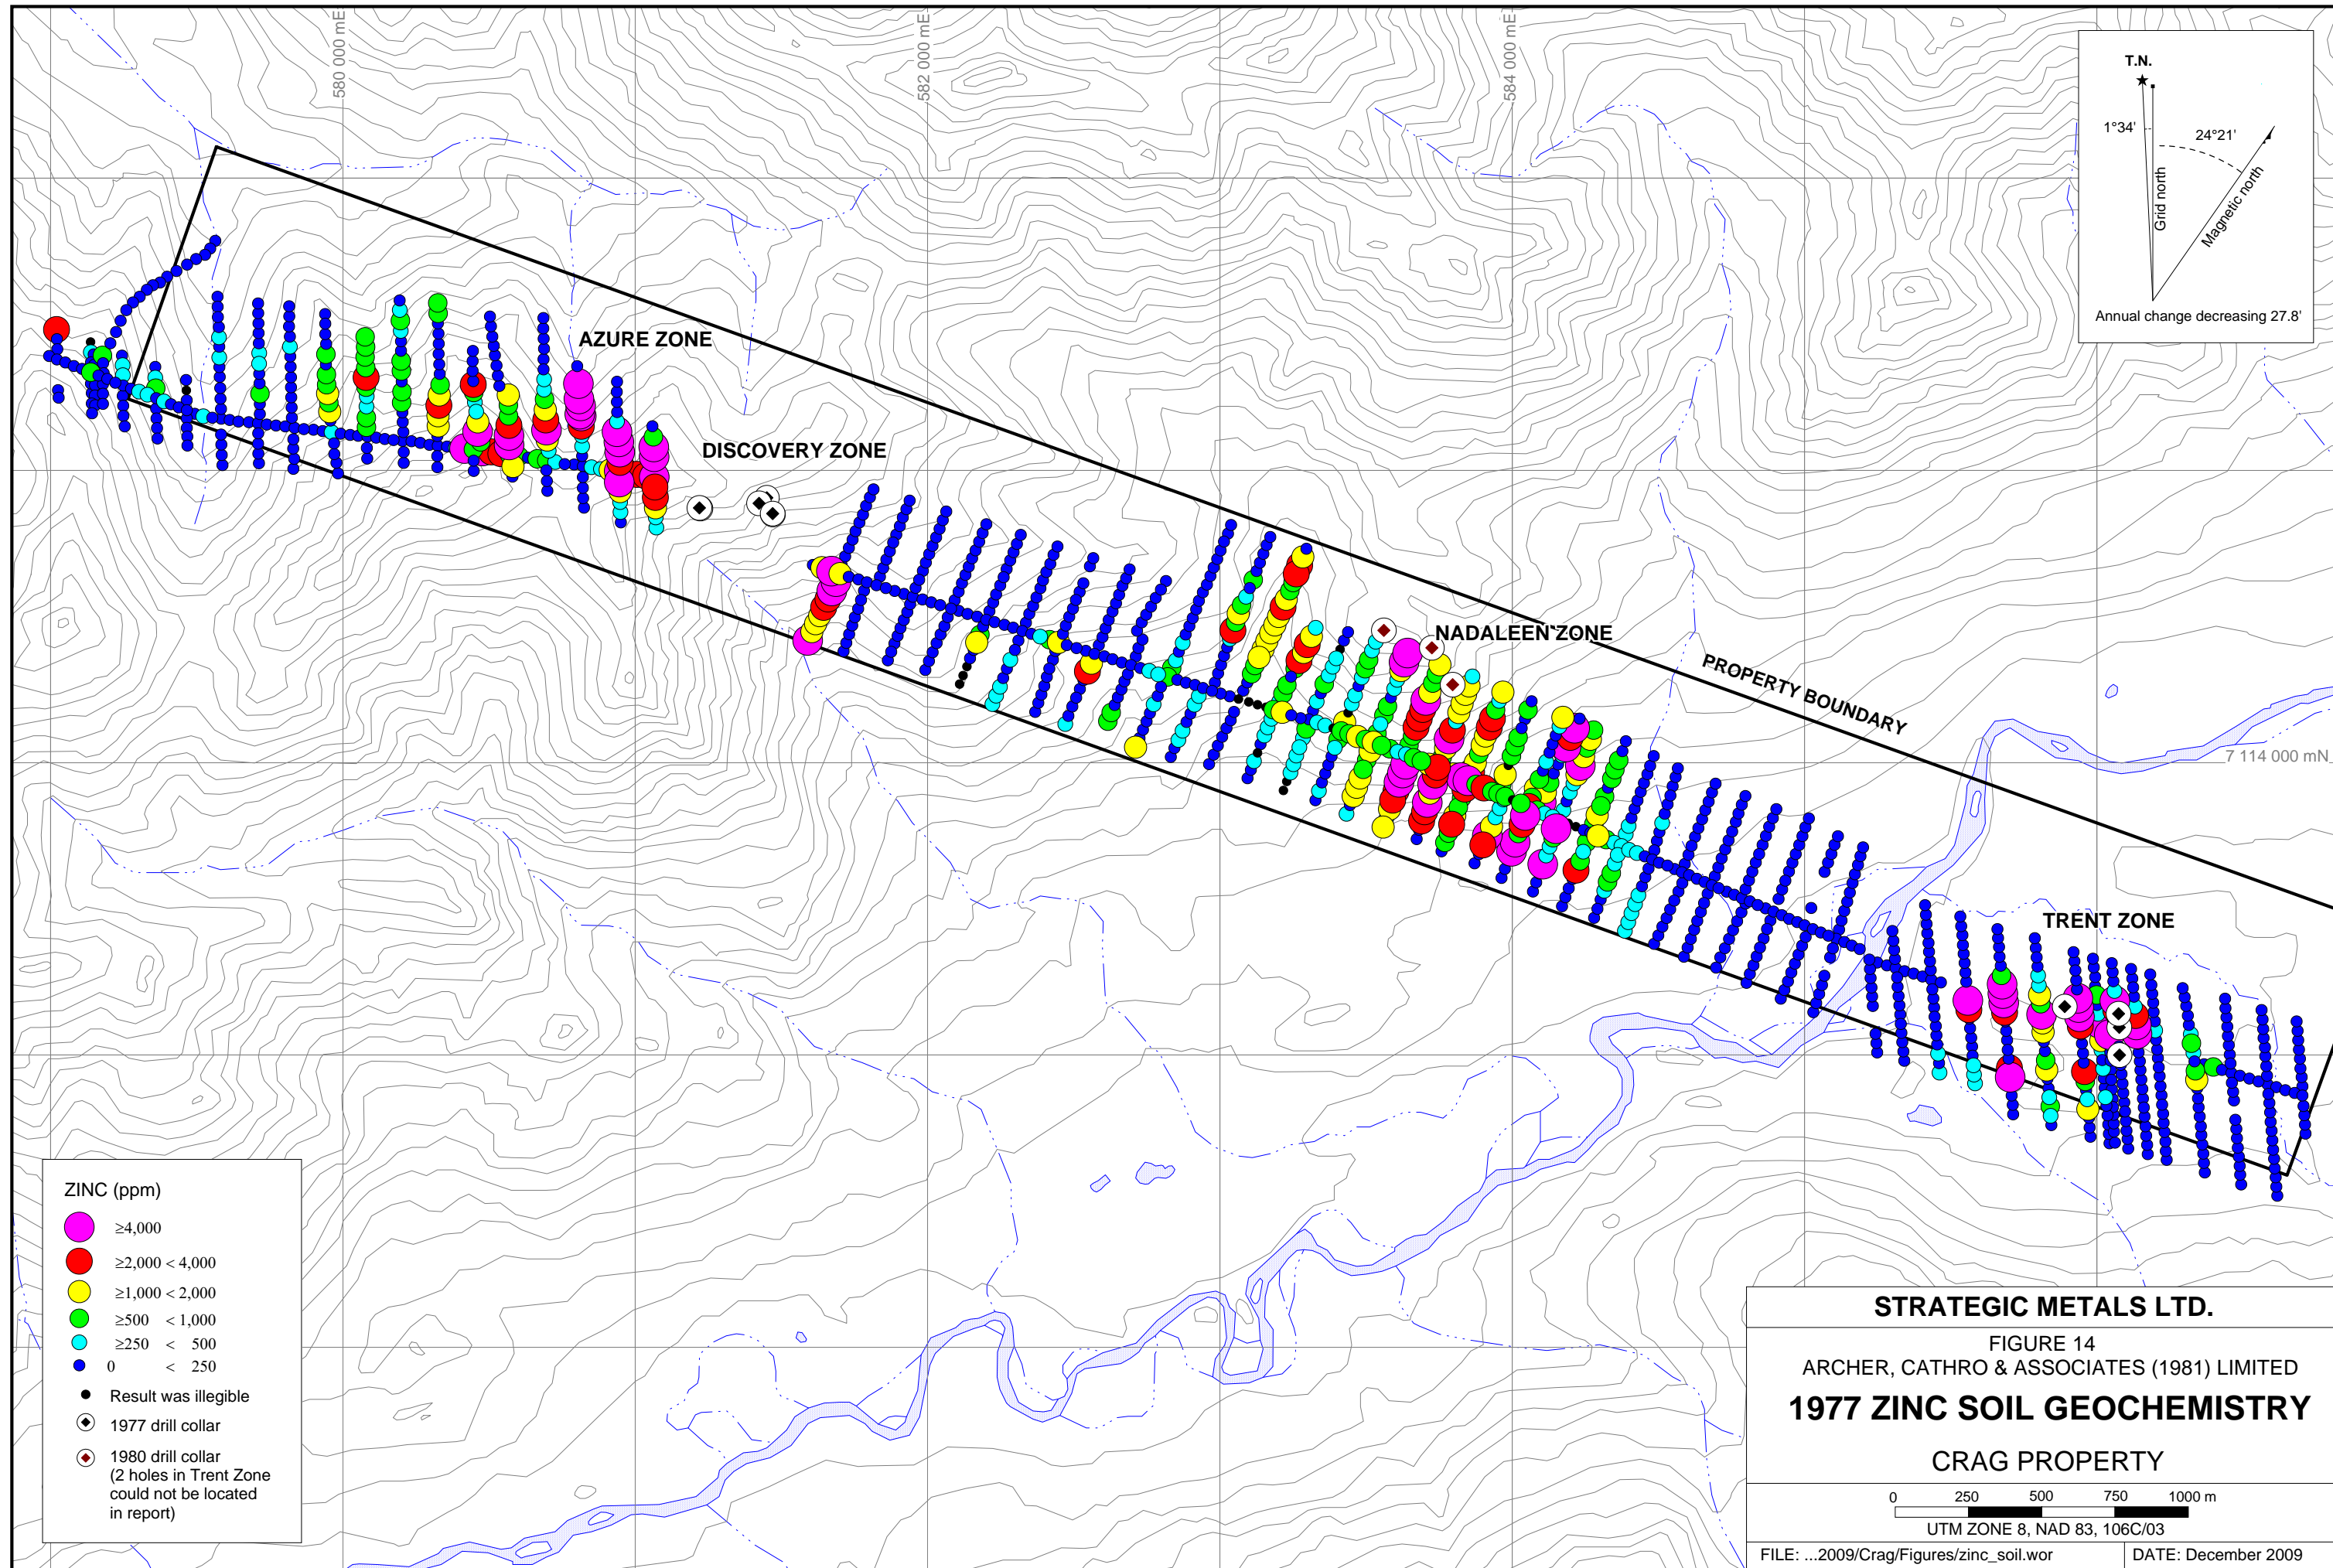 580 000 mE
582 000 mE
584 000 mE
T.N.
1°34'
24°21'
Grid north
Magnetic north
Annual change decreasing 27.8'
AZURE ZONE
DISCOVERY ZONE
NADALEEN ZONE
PROPERTY BOUNDARY
7 114 000 mN
TRENT ZONE
ZINC (ppm)
≥4,000
≥2,000 < 4,000
≥1,000 < 2,000
≥500 < 1,000
≥250 < 500
0 < 250
Result was illegible
1977 drill collar
1980 drill collar
(2 holes in Trent Zone
could not be located
in report)
STRATEGIC METALS LTD.
FIGURE 14
ARCHER, CATHRO & ASSOCIATES (1981) LIMITED
1977 ZINC SOIL GEOCHEMISTRY
CRAG PROPERTY
0 250 500 750 1000 m
UTM ZONE 8, NAD 83, 106C/03
FILE: ...2009/Crag/Figures/zinc_soil.wor
DATE: December 2009